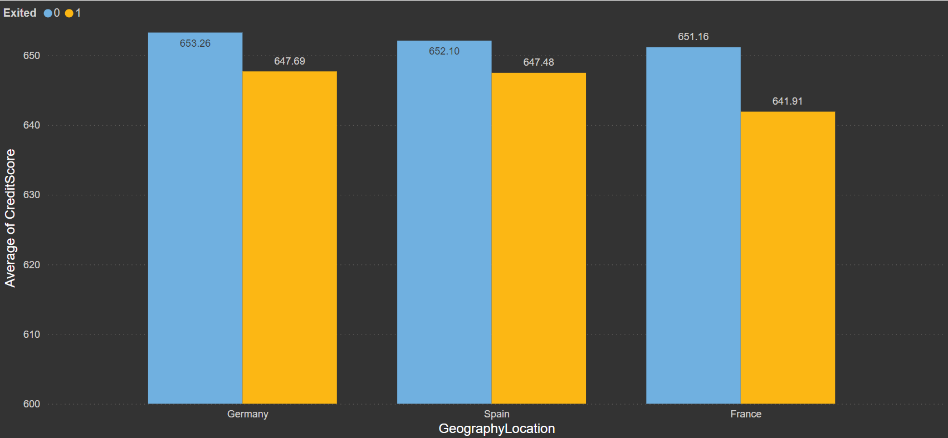 Exited 0 1
653.26
652.10
651.16
647.69
647.48
641.91
650
640
630
620
610
600
Average of CreditScore
Germany
Spain
France
GeographyLocation